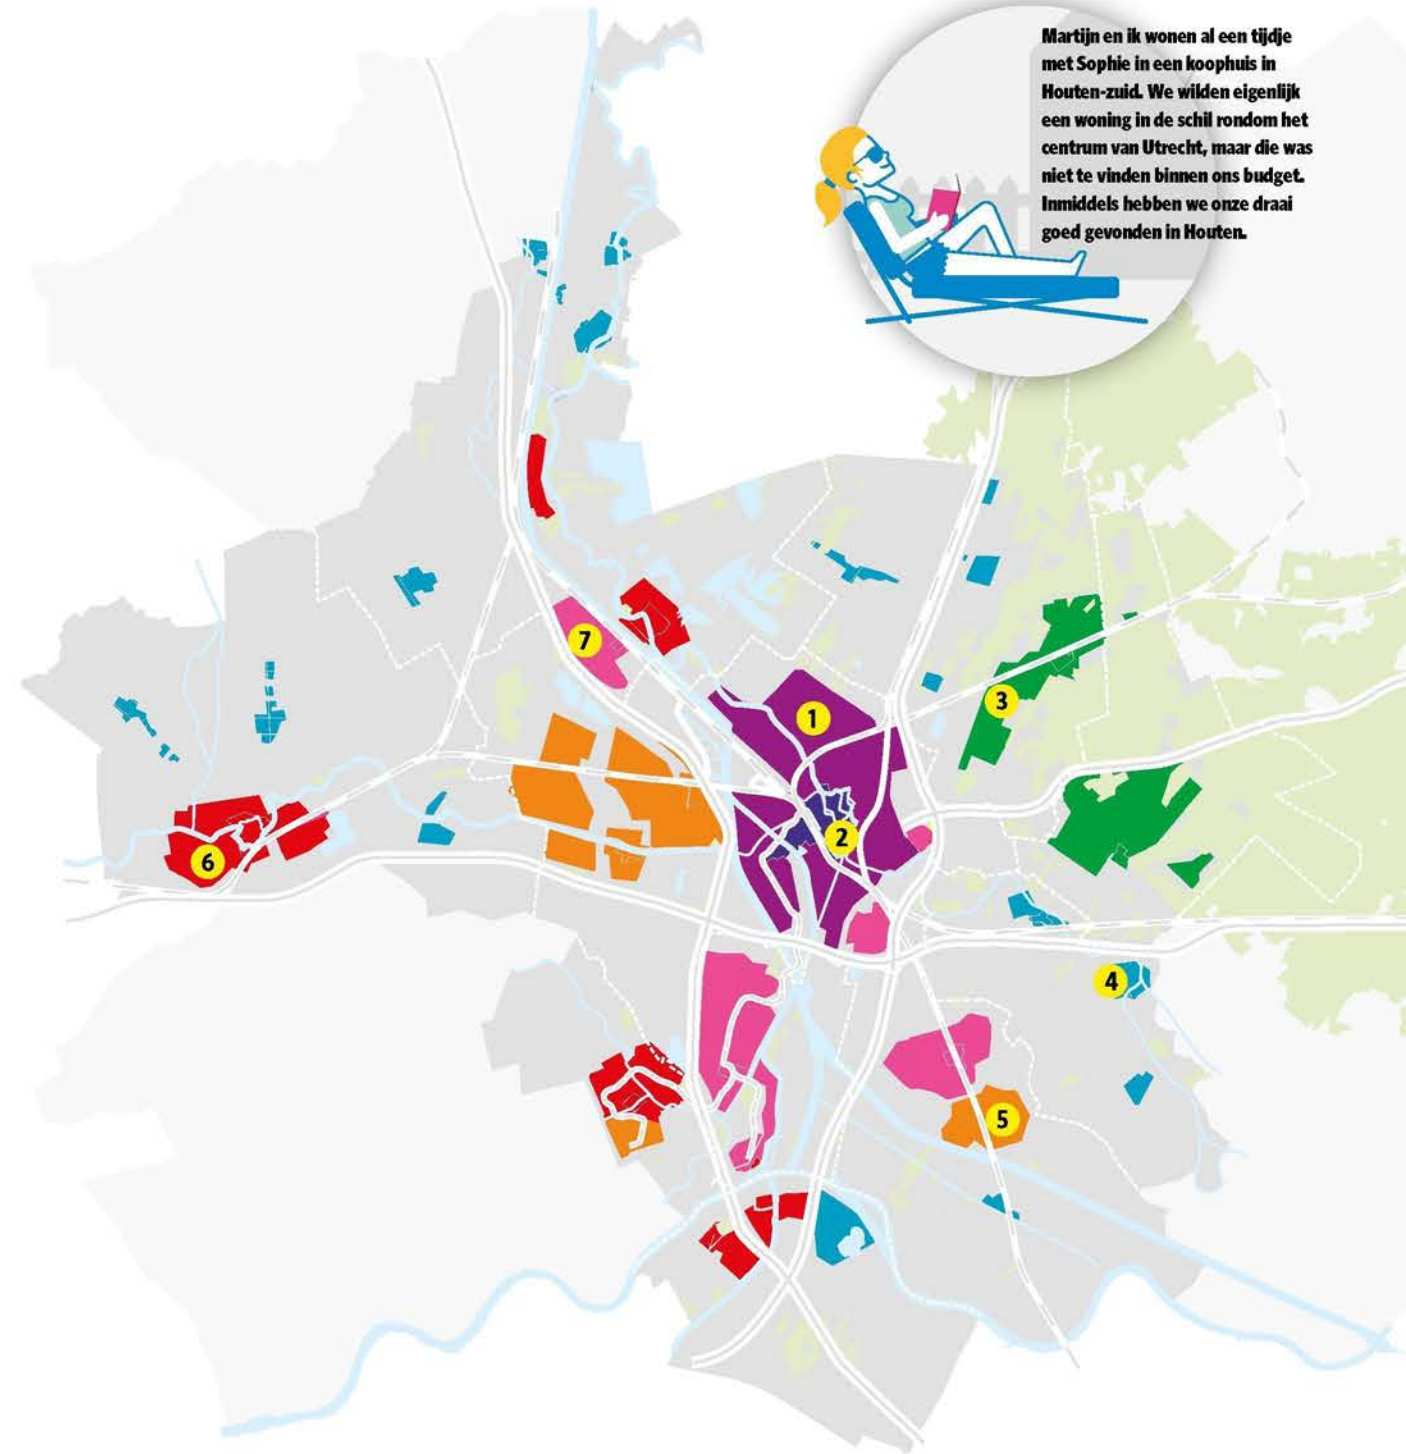 Martijn en ik wonen al een tijdje
met Sophie in een koophuis in
Houten-zuid. We wilden eigenlijk
een woning in de schil rondom het
centrum van Utrecht, maar die was
niet te vinden binnen ons budget.
Inmiddels hebben we onze draai
goed gevonden in Houten.
7
1
3
2
6
4
5